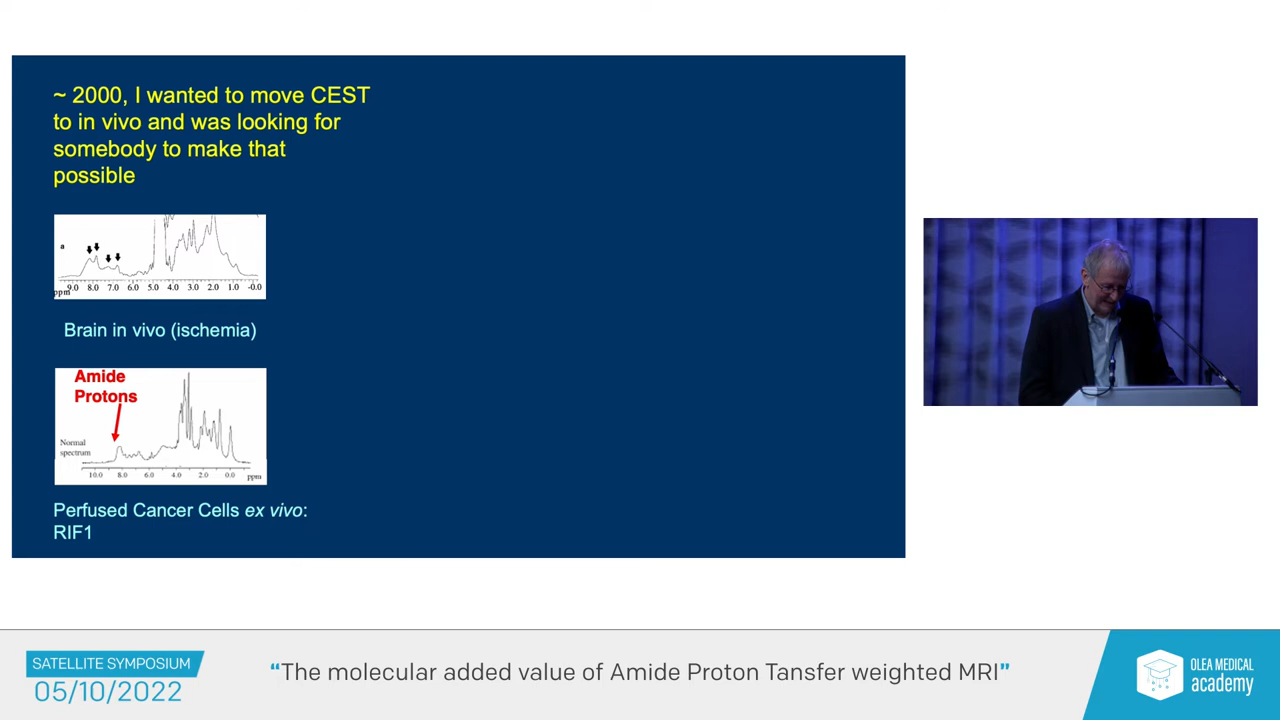 ~ 2000, I wanted to move CEST
to in vivo and was looking for
somebody to make that
possible
a
9.0 8.0 7.0 6.0 5.0 4.0 3.0 2.0 1.0 -0.0
ppm
Brain in vivo (ischemia)
Amide
Protons
Normal
spectrum
10.0 8.0 6.0 4.0 2.0 0.0 ppm
Perfused Cancer Cells ex vivo:
RIF1
SATELLITE SYMPOSIUM
05/10/2022
“The molecular added value of Amide Proton Tansfer weighted MRI”
OLEA MEDICAL
academy